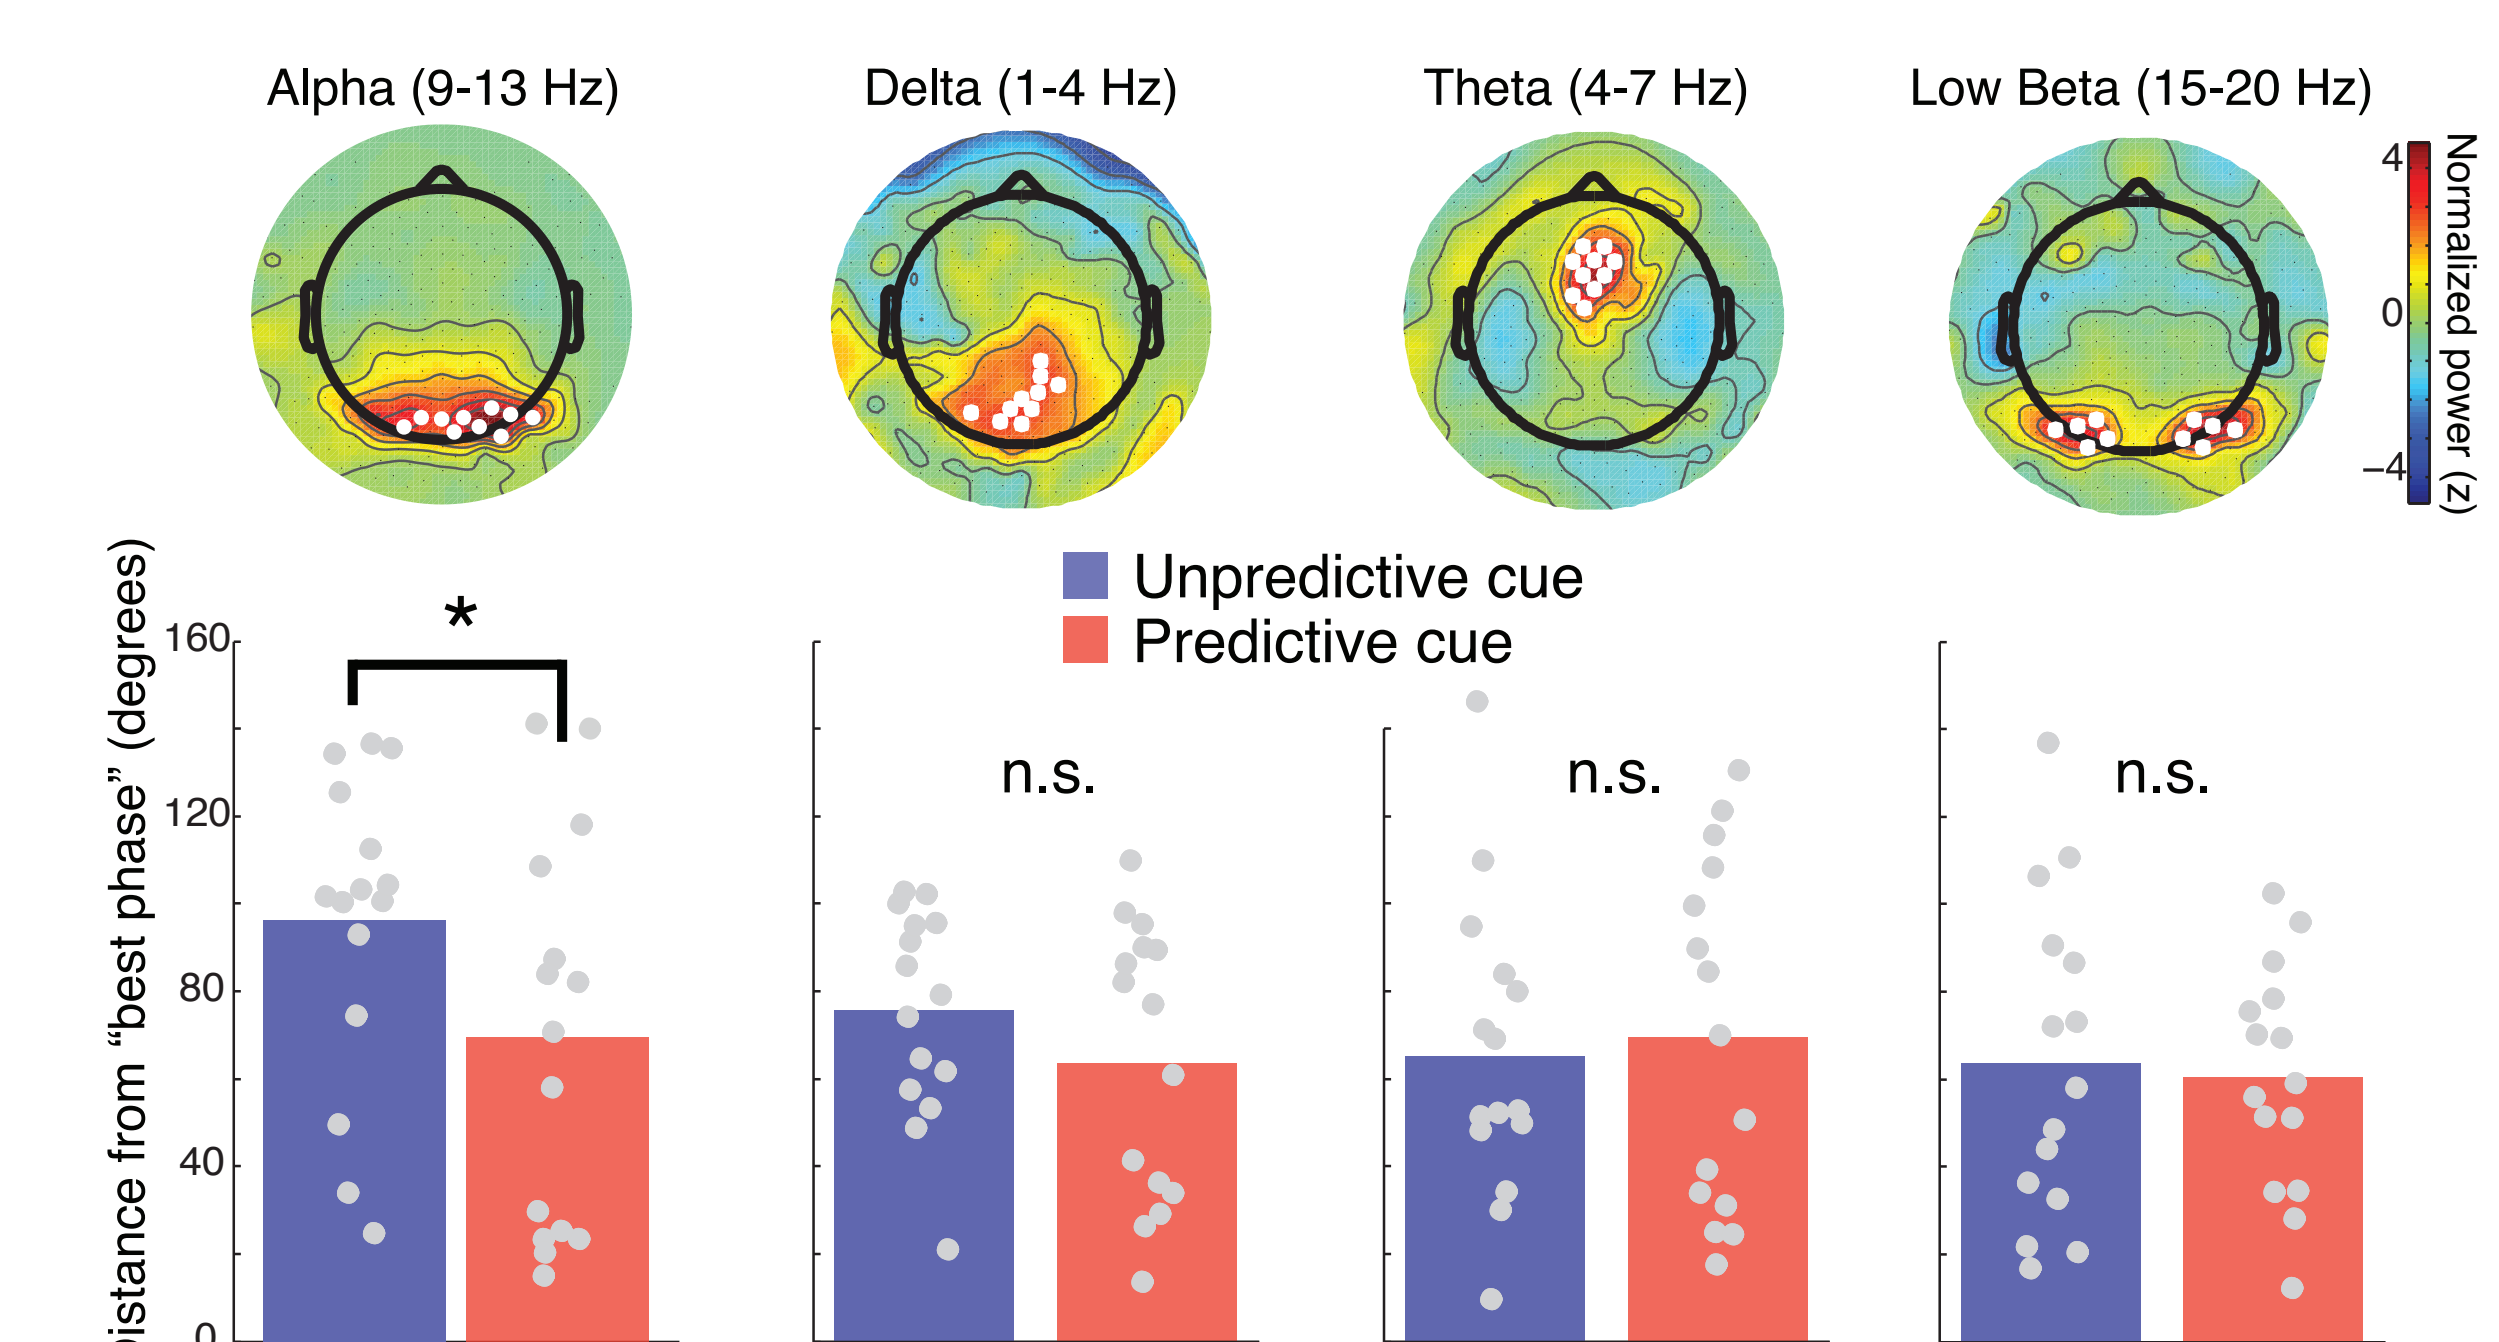 Alpha (9-13 Hz)
Delta (1-4 Hz)
Theta (4-7 Hz)
Low Beta (15-20 Hz)
4
0
−4
Normalized power (z)
Unpredictive cue
Predictive cue
from “best phase” (degrees)
160
120
80
40
0
*
n.s.
n.s.
n.s.